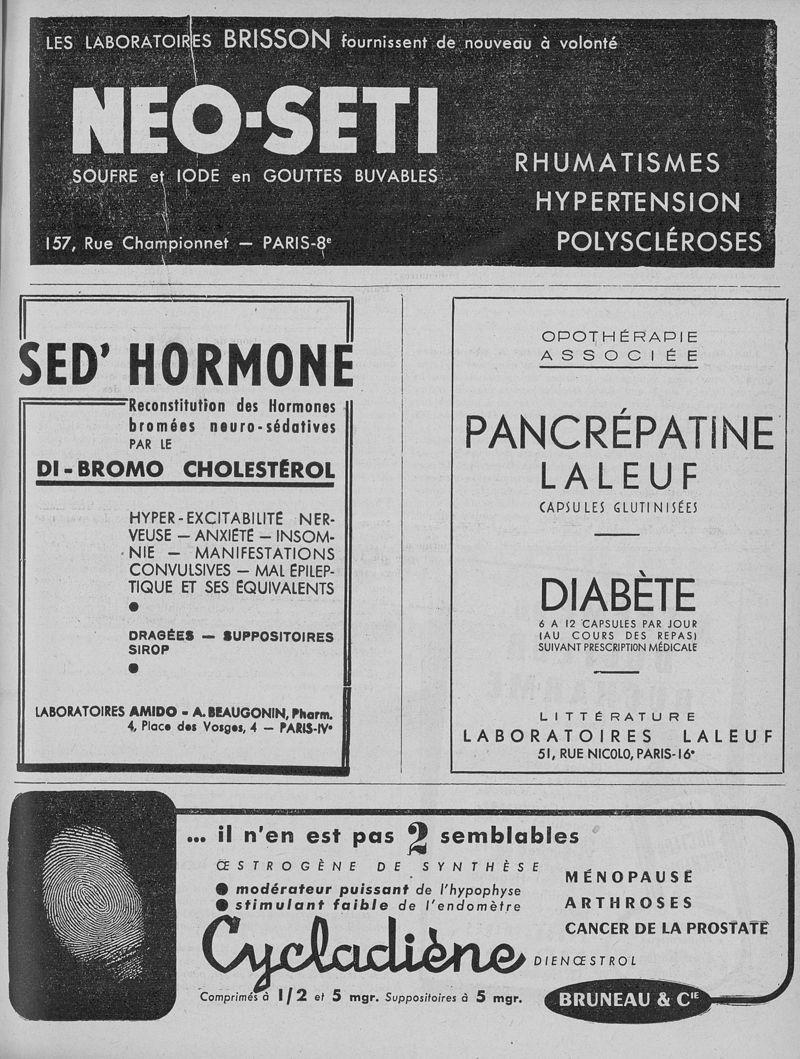 LES LABORATOIRES BRISSON fournissent de nouveau à volonté
NEO-SETI
SOUFRE et IODE en GOUTTES BUVABLES
RHUMATISMES
HYPERTENSION
POLYSCLÉROSES
157, Rue Championnet — PARIS-8e
SED' HORMONE
Reconstitution des Hormones
bromées neuro-sédatives
PAR LE
DI-BROMO CHOLESTÉROL
HYPER-EXCITABILITÉ NER-
VEUSE — ANXIÉTÉ — INSOM-
NIE — MANIFESTATIONS
CONVULSIVES — MAL ÉPILEP-
TIQUE ET SES ÉQUIVALENTS
DRAGÉES — SUPPOSITOIRES
SIROP
LABORATOIRES AMIDO - A. BEAUGONIN, Pharm.
4, Place des Vosges, 4 — PARIS-IVe
OPOTHÉRAPIE
ASSOCIÉE
PANCRÉPATINE
LALEUF
CAPSULES GLUTINISÉES
DIABÈTE
6 A 12 CAPSULES PAR JOUR
(AU COURS DES REPAS)
SUIVANT PRESCRIPTION MÉDICALE
LITTÉRATURE
LABORATOIRES LALEUF
51, RUE NICOLO, PARIS-16e
... il n'en est pas 2 semblables
ŒSTROGÈNE DE SYNTHÈSE
● modérateur puissant de l'hypophyse
● stimulant faible de l'endomètre
Cycladiène DIENŒSTROL
Comprimés à 1/2 et 5 mgr. Suppositoires à 5 mgr.
MÉNOPAUSE
ARTHROSES
CANCER DE LA PROSTATE
BRUNEAU & CIE